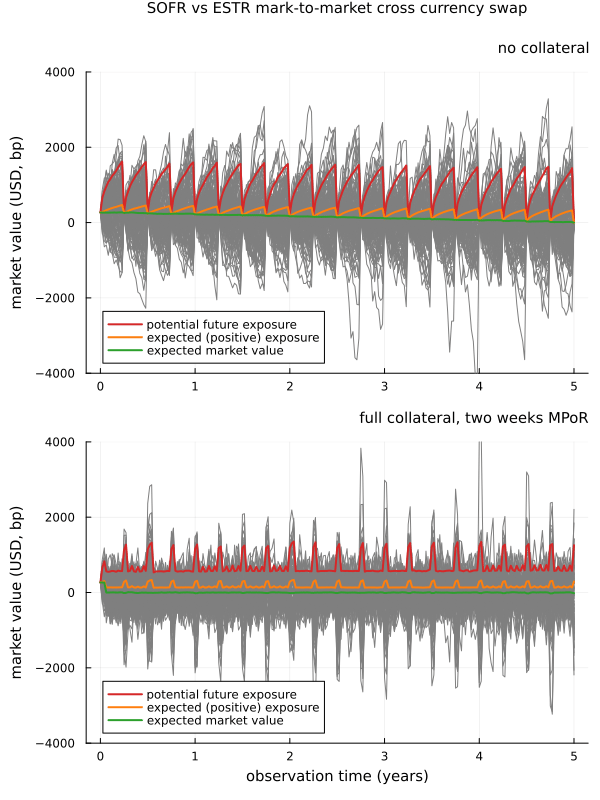 SOFR vs ESTR mark-to-market cross currency swap
no collateral
4000
2000
0
−2000
−4000
market value (USD, bp)
potential future exposure
expected (positive) exposure
expected market value
0 1 2 3 4 5
full collateral, two weeks MPoR
4000
2000
0
−2000
−4000
market value (USD, bp)
potential future exposure
expected (positive) exposure
expected market value
0 1 2 3 4 5
observation time (years)